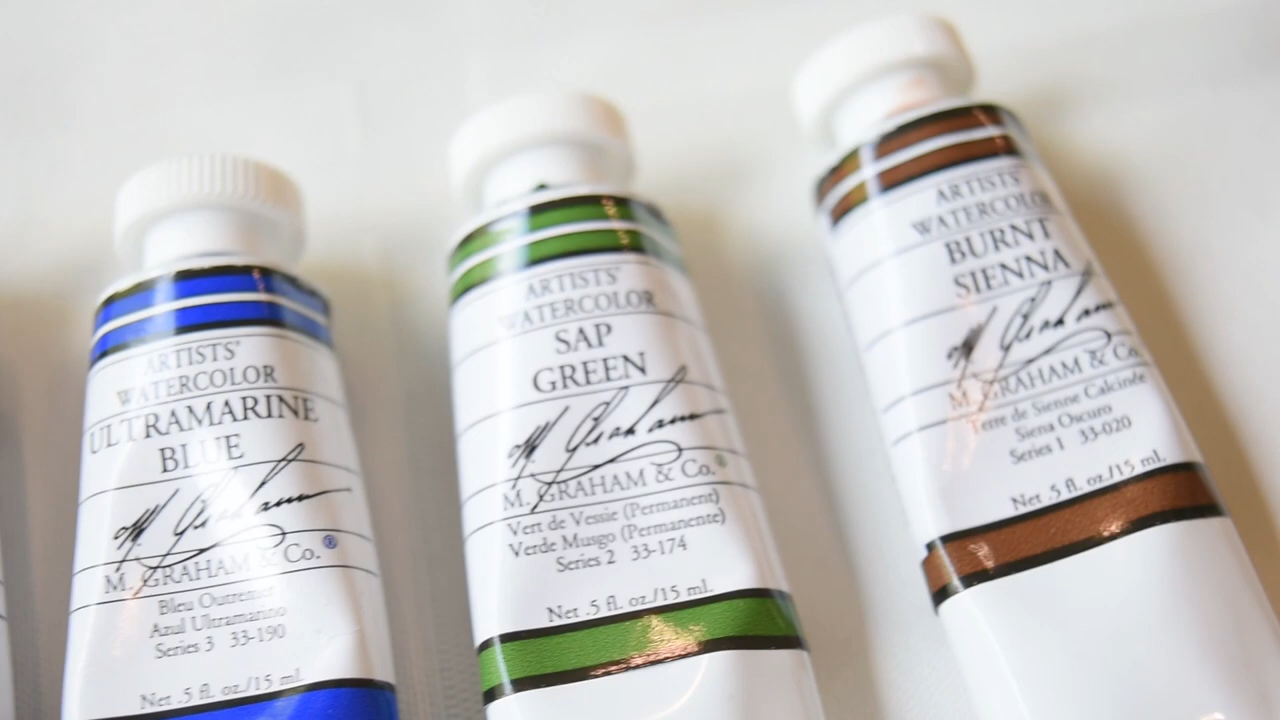 ARTISTS'
WATERCOLOR
ULTRAMARINE
BLUE
M. Graham
M. GRAHAM & Co.®
Bleu Outremer
Azul Ultramarino
Series 3 33-190
Net .5 fl. oz./15 ml.
ARTISTS'
WATERCOLOR
SAP
GREEN
M. Graham
M. GRAHAM & Co.®
Vert de Vessie (Permanent)
Verde Musgo (Permanente)
Series 2 33-174
Net .5 fl. oz./15 ml.
ARTISTS'
WATERCOLOR
BURNT
SIENNA
M. Graham
M. GRAHAM & Co.
Terre de Sienne Calcinée
Siena Oscuro
Series 1 33-020
Net .5 fl. oz./15 ml.